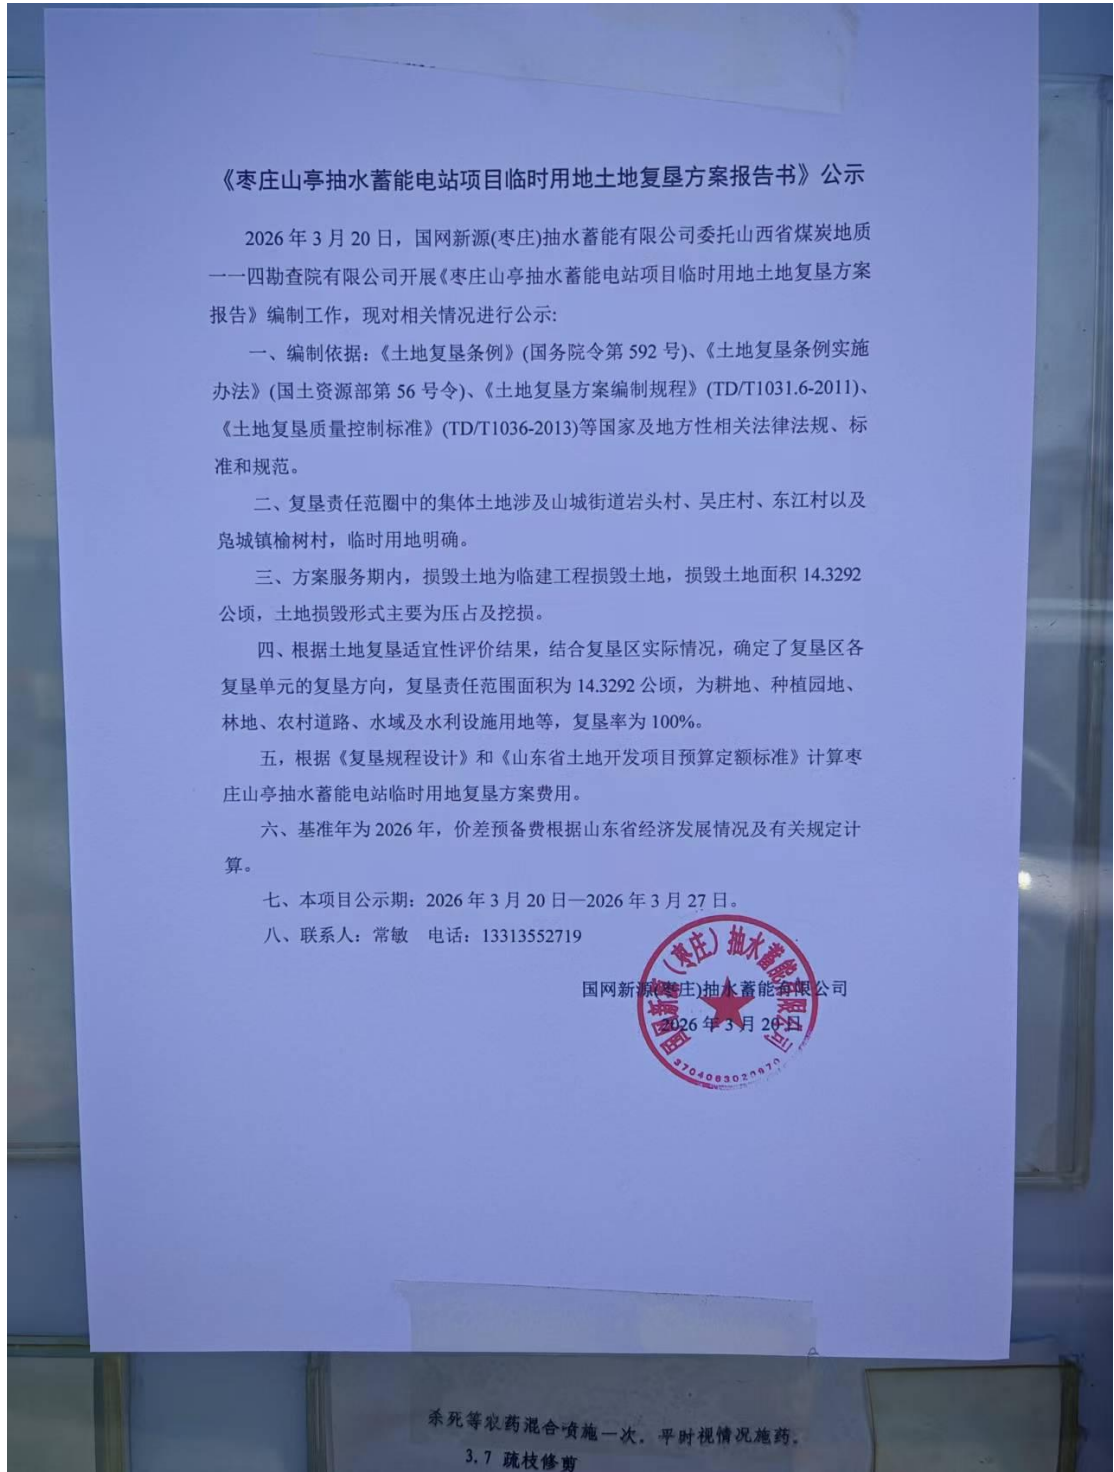 《枣庄山亭抽水蓄能电站项目临时用地土地复垦方案报告书》公示
2026 年 3 月 20 日，国网新源(枣庄)抽水蓄能有限公司委托山西省煤炭地质
一一四勘查院有限公司开展《枣庄山亭抽水蓄能电站项目临时用地土地复垦方案
报告》编制工作，现对相关情况进行公示:
一、编制依据：《土地复垦条例》(国务院令第 592 号)、《土地复垦条例实施
办法》(国土资源部第 56 号令)、《土地复垦方案编制规程》(TD/T1031.6-2011)、
《土地复垦质量控制标准》(TD/T1036-2013)等国家及地方性相关法律法规、标
准和规范。
二、复垦责任范圈中的集体土地涉及山城街道岩头村、吴庄村、东江村以及
凫城镇榆树村，临时用地明确。
三、方案服务期内，损毁土地为临建工程损毁土地，损毁土地面积 14.3292
公顷，土地损毁形式主要为压占及挖损。
四、根据土地复垦适宜性评价结果，结合复垦区实际情况，确定了复垦区各
复垦单元的复垦方向，复垦责任范围面积为 14.3292 公顷，为耕地、种植园地、
林地、农村道路、水域及水利设施用地等，复垦率为 100%。
五，根据《复垦规程设计》和《山东省土地开发项目预算定额标准》计算枣
庄山亭抽水蓄能电站临时用地复垦方案费用。
六、基准年为 2026 年，价差预备费根据山东省经济发展情况及有关规定计
算。
七、本项目公示期：2026 年 3 月 20 日—2026 年 3 月 27 日。
八、联系人：常敏 电话：13313552719
国网新源(枣庄)抽水蓄能有限公司
2026 年 3 月 20 日
国网新源（枣庄）抽水蓄能有限公司
杀死等农药混合喷施一次，平时视情况施药。
3.7 疏枝修剪